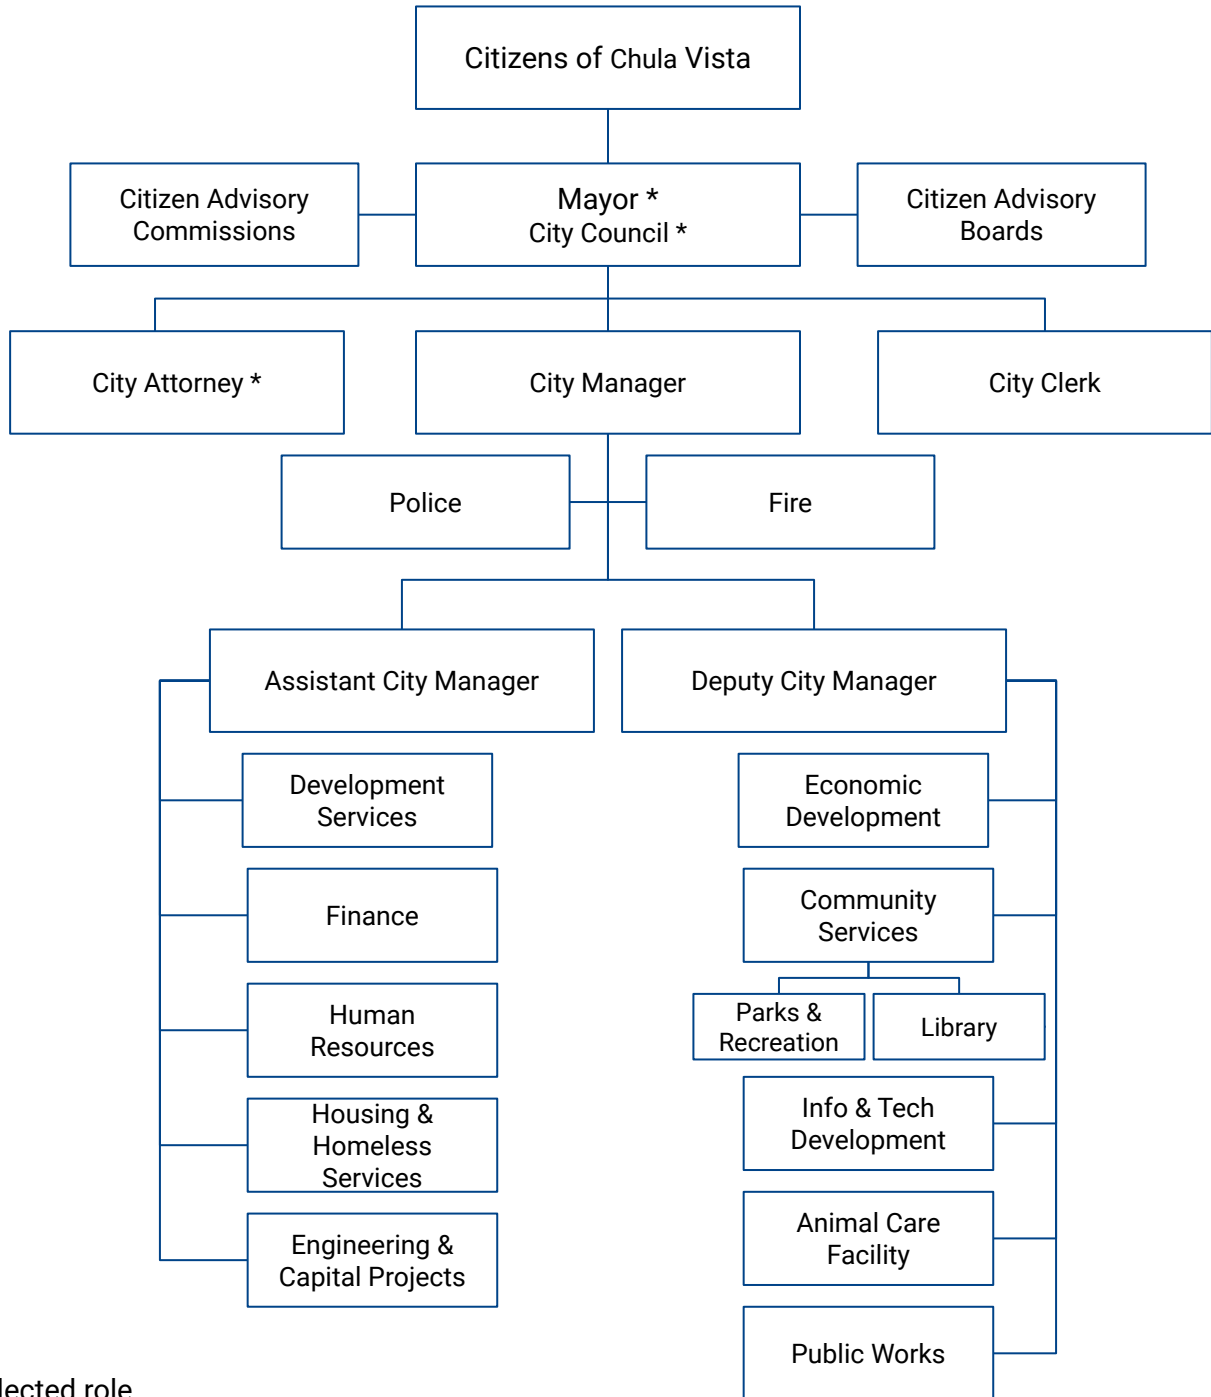 Citizens of Chula Vista
Citizen Advisory
Commissions
Mayor *
City Council *
Citizen Advisory
Boards
City Attorney *
City Manager
City Clerk
Police
Fire
Assistant City Manager
Deputy City Manager
Development
Services
Economic
Development
Finance
Community
Services
Parks &
Recreation
Library
Human
Resources
Info & Tech
Development
Housing &
Homeless
Services
Animal Care
Facility
Engineering &
Capital Projects
Public Works
lected role